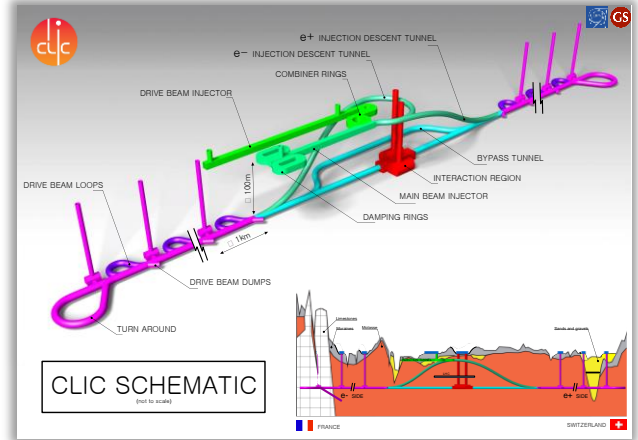 clic
GS
e+ INJECTION DESCENT TUNNEL
e− INJECTION DESCENT TUNNEL
COMBINER RINGS
DRIVE BEAM INJECTOR
BYPASS TUNNEL
INTERACTION REGION
MAIN BEAM INJECTOR
DAMPING RINGS
DRIVE BEAM LOOPS
□ 100m
□ 1km
DRIVE BEAM DUMPS
TURN AROUND
Limestones
Moraines
Molasse
Sands and gravels
e- SIDE
e+ SIDE
CLIC SCHEMATIC
(not to scale)
FRANCE
SWITZERLAND